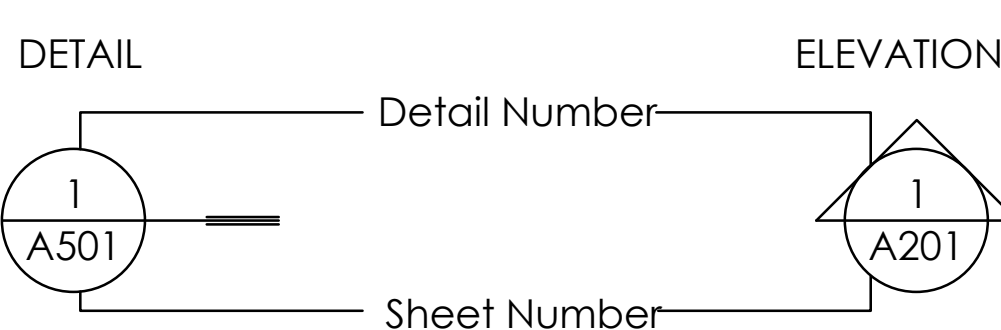 DETAIL
ELEVATION
Detail Number
1
A501
1
A201
Sheet Number